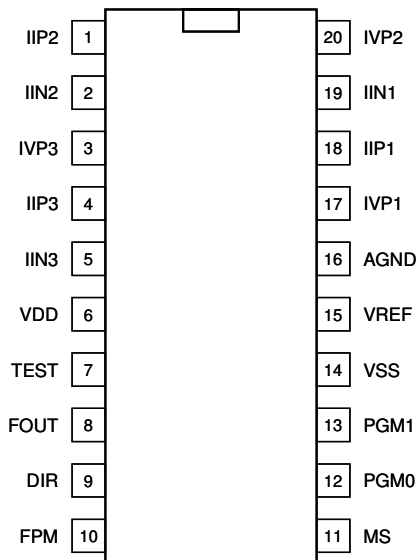 IIP2 1 20 IVP2
IIN2 2 19 IIN1
IVP3 3 18 IIP1
IIP3 4 17 IVP1
IIN3 5 16 AGND
VDD 6 15 VREF
TEST 7 14 VSS
FOUT 8 13 PGM1
DIR 9 12 PGM0
FPM 10 11 MS